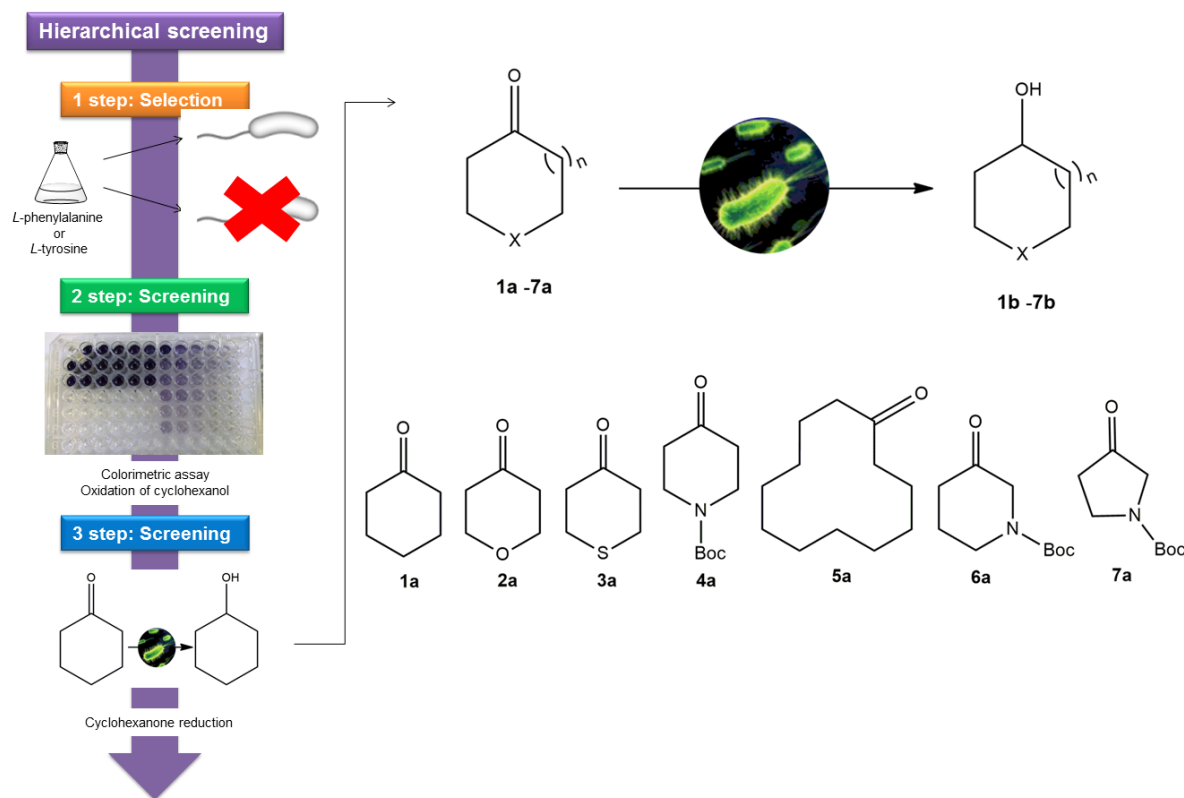 Hierarchical screening
1 step: Selection
L-phenylalanine
or
L-tyrosine
2 step: Screening
Colorimetric assay
Oxidation of cyclohexanol
3 step: Screening
O
OH
Cyclohexanone reduction
O
n
X
1a -7a
OH
n
X
1b -7b
O
1a
O
O
2a
O
S
3a
O
N
Boc
4a
O
5a
O
N
Boc
6a
O
N
Boc
7a